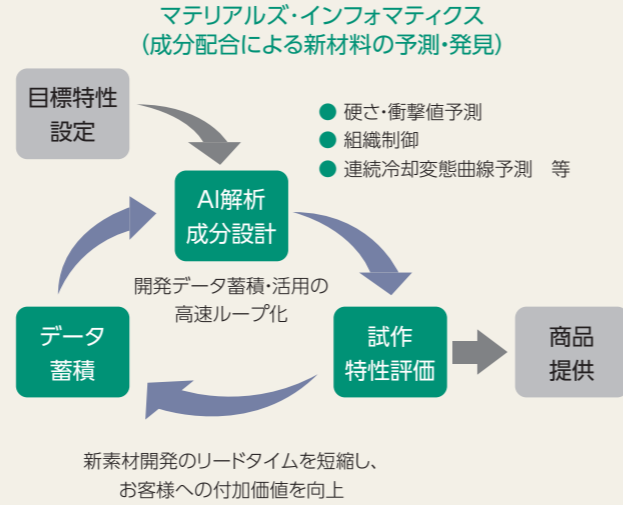 マテリアルズ・インフォマティクス
(成分配合による新材料の予測・発見)
目標特性
設定
● 硬さ・衝撃値予測
● 組織制御
● 連続冷却変態曲線予測　等
AI解析
成分設計
開発データ蓄積・活用の
高速ループ化
データ
蓄積
試作
特性評価
商品
提供
新素材開発のリードタイムを短縮し、
お客様への付加価値を向上